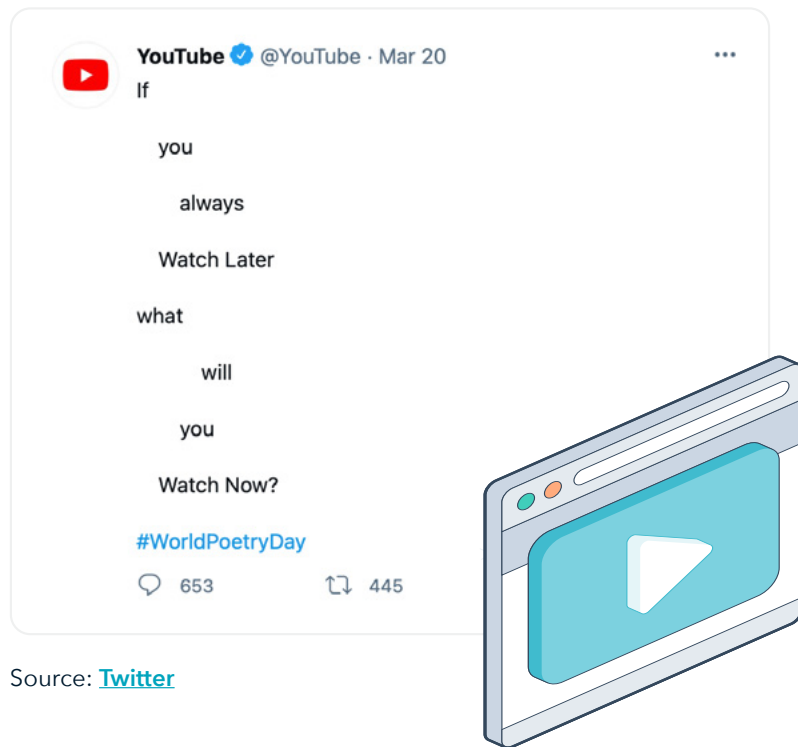 YouTube @YouTube · Mar 20
If
you
always
Watch Later
what
will
you
Watch Now?
#WorldPoetryDay
653 445
Source: Twitter